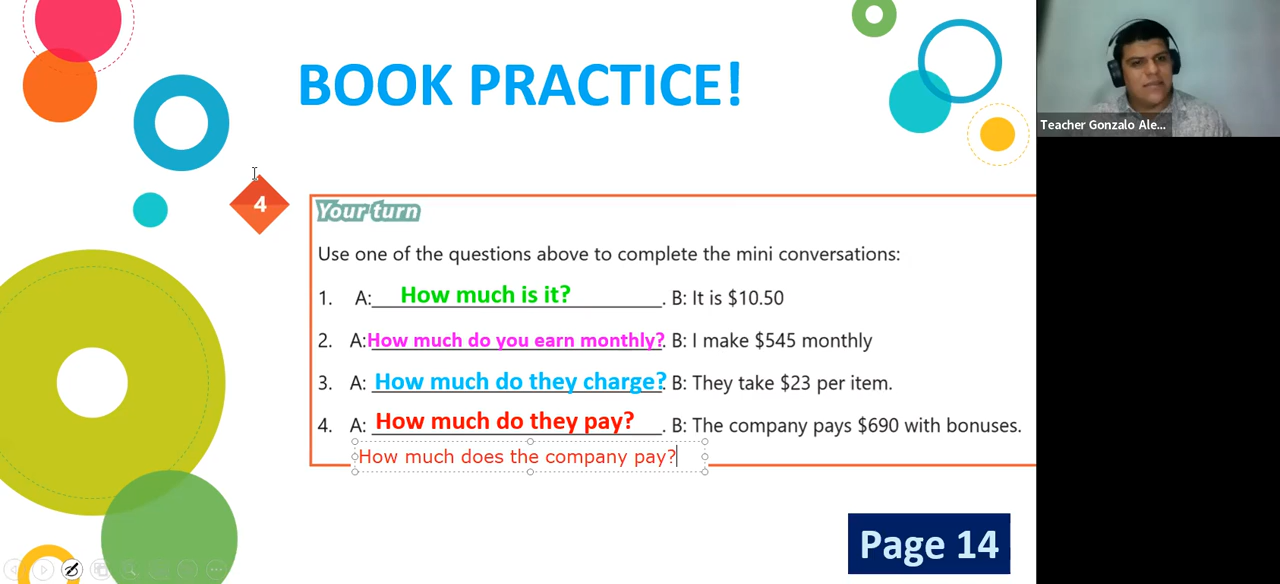 BOOK PRACTICE!
Teacher Gonzalo Ale...
4
Your turn
Use one of the questions above to complete the mini conversations:
1. A: How much is it? . B: It is $10.50
2. A: How much do you earn monthly? . B: I make $545 monthly
3. A: How much do they charge? . B: They take $23 per item.
4. A: How much do they pay? . B: The company pays $690 with bonuses.
How much does the company pay?
Page 14